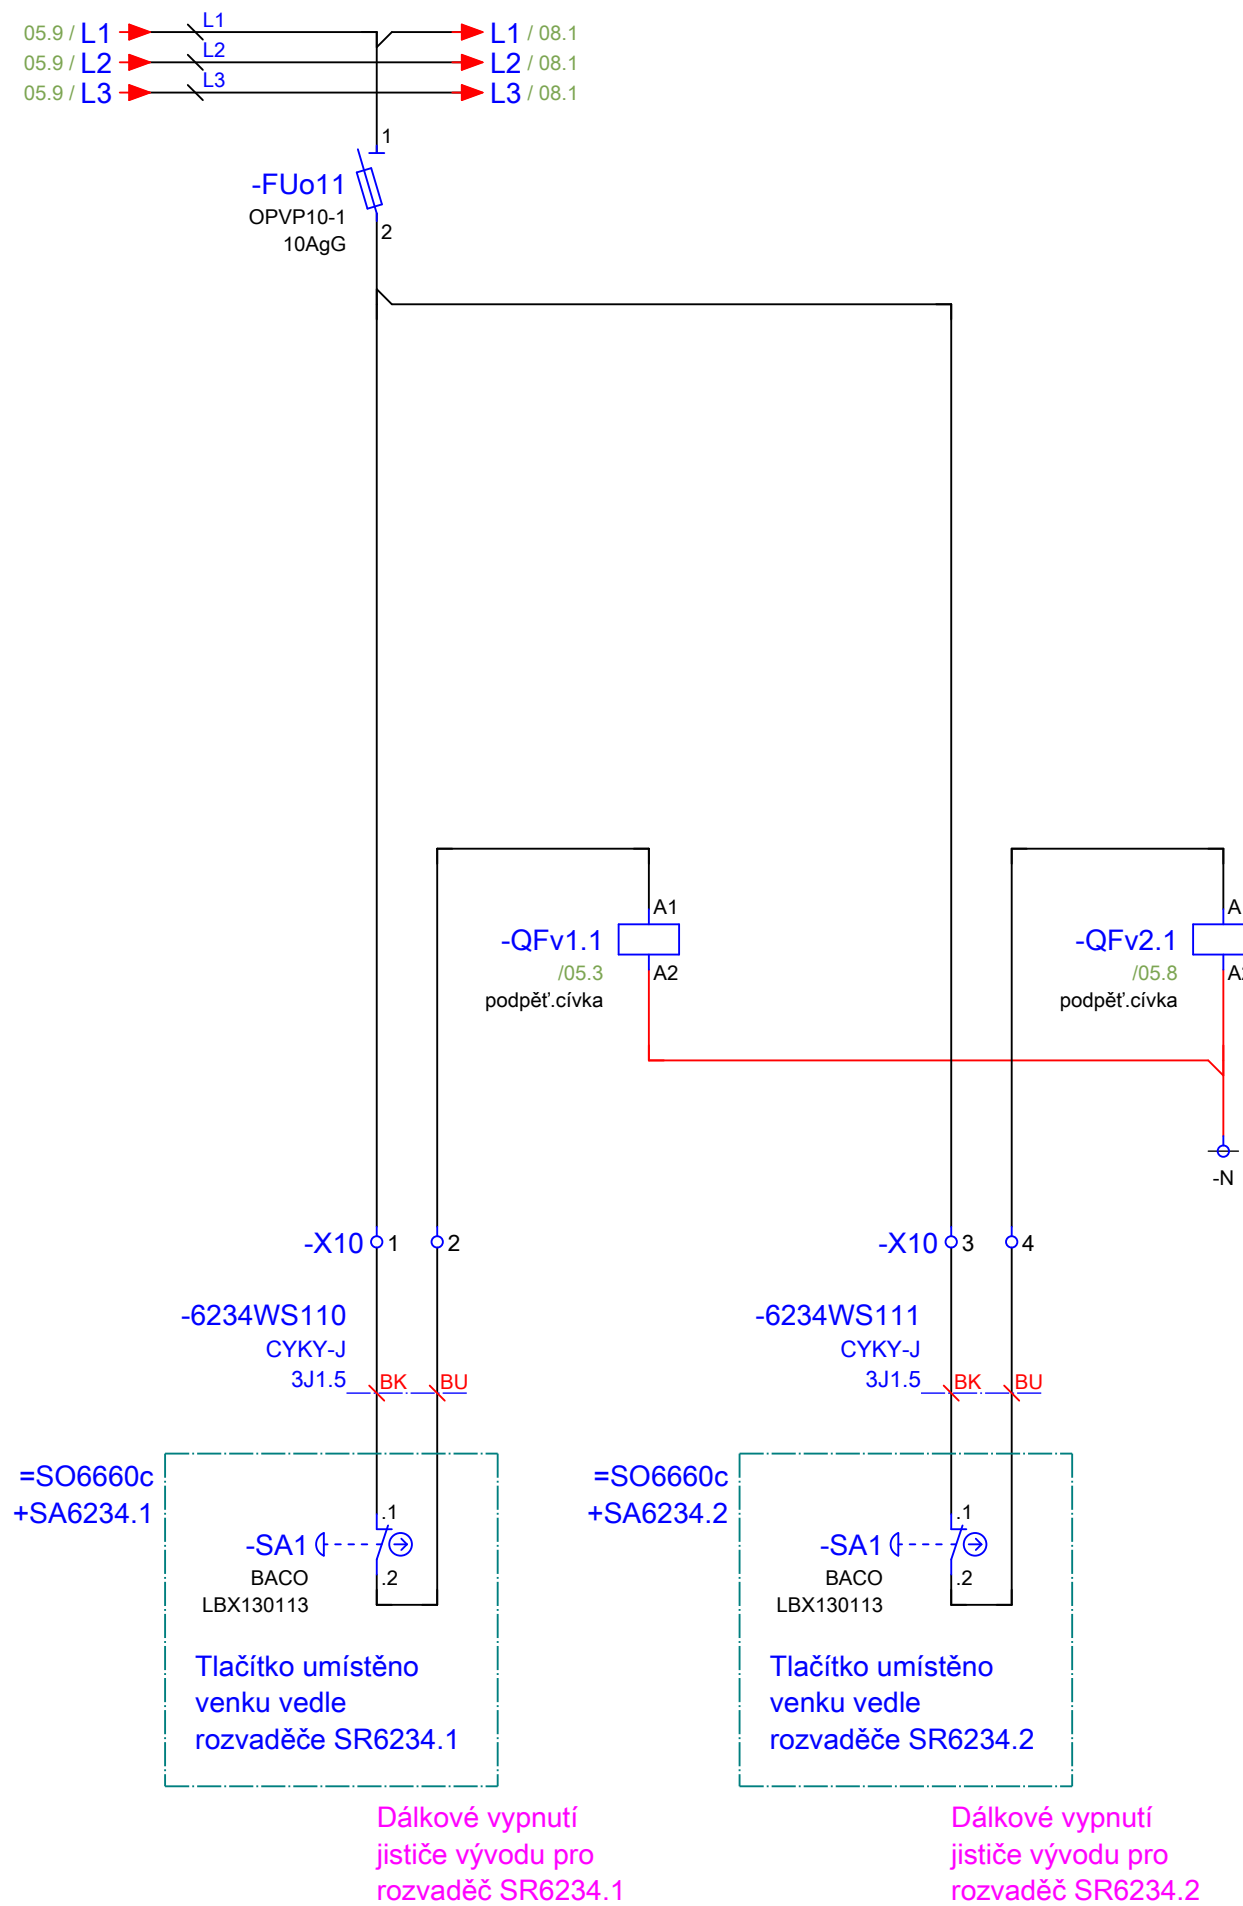 05.9 / L1 L1 L1 / 08.1
05.9 / L2 L2 L2 / 08.1
05.9 / L3 L3 L3 / 08.1
1
-FUo11
OPVP10-1
10AgG
2
A1
-QFv1.1
/05.3
A2
podpěť.cívka
A
-QFv2.1
/05.8
podpěť.cívka
-N
-X10 1 2
-X10 3 4
-6234WS110
CYKY-J
3J1.5 BK BU
-6234WS111
CYKY-J
3J1.5 BK BU
=SO6660c
+SA6234.1
.1
-SA1
BACO .2
LBX130113
Tlačítko umístěno
venku vedle
rozvaděče SR6234.1
=SO6660c
+SA6234.2
.1
-SA1
BACO .2
LBX130113
Tlačítko umístěno
venku vedle
rozvaděče SR6234.2
Dálkové vypnutí
jističe vývodu pro
rozvaděč SR6234.1
Dálkové vypnutí
jističe vývodu pro
rozvaděč SR6234.2